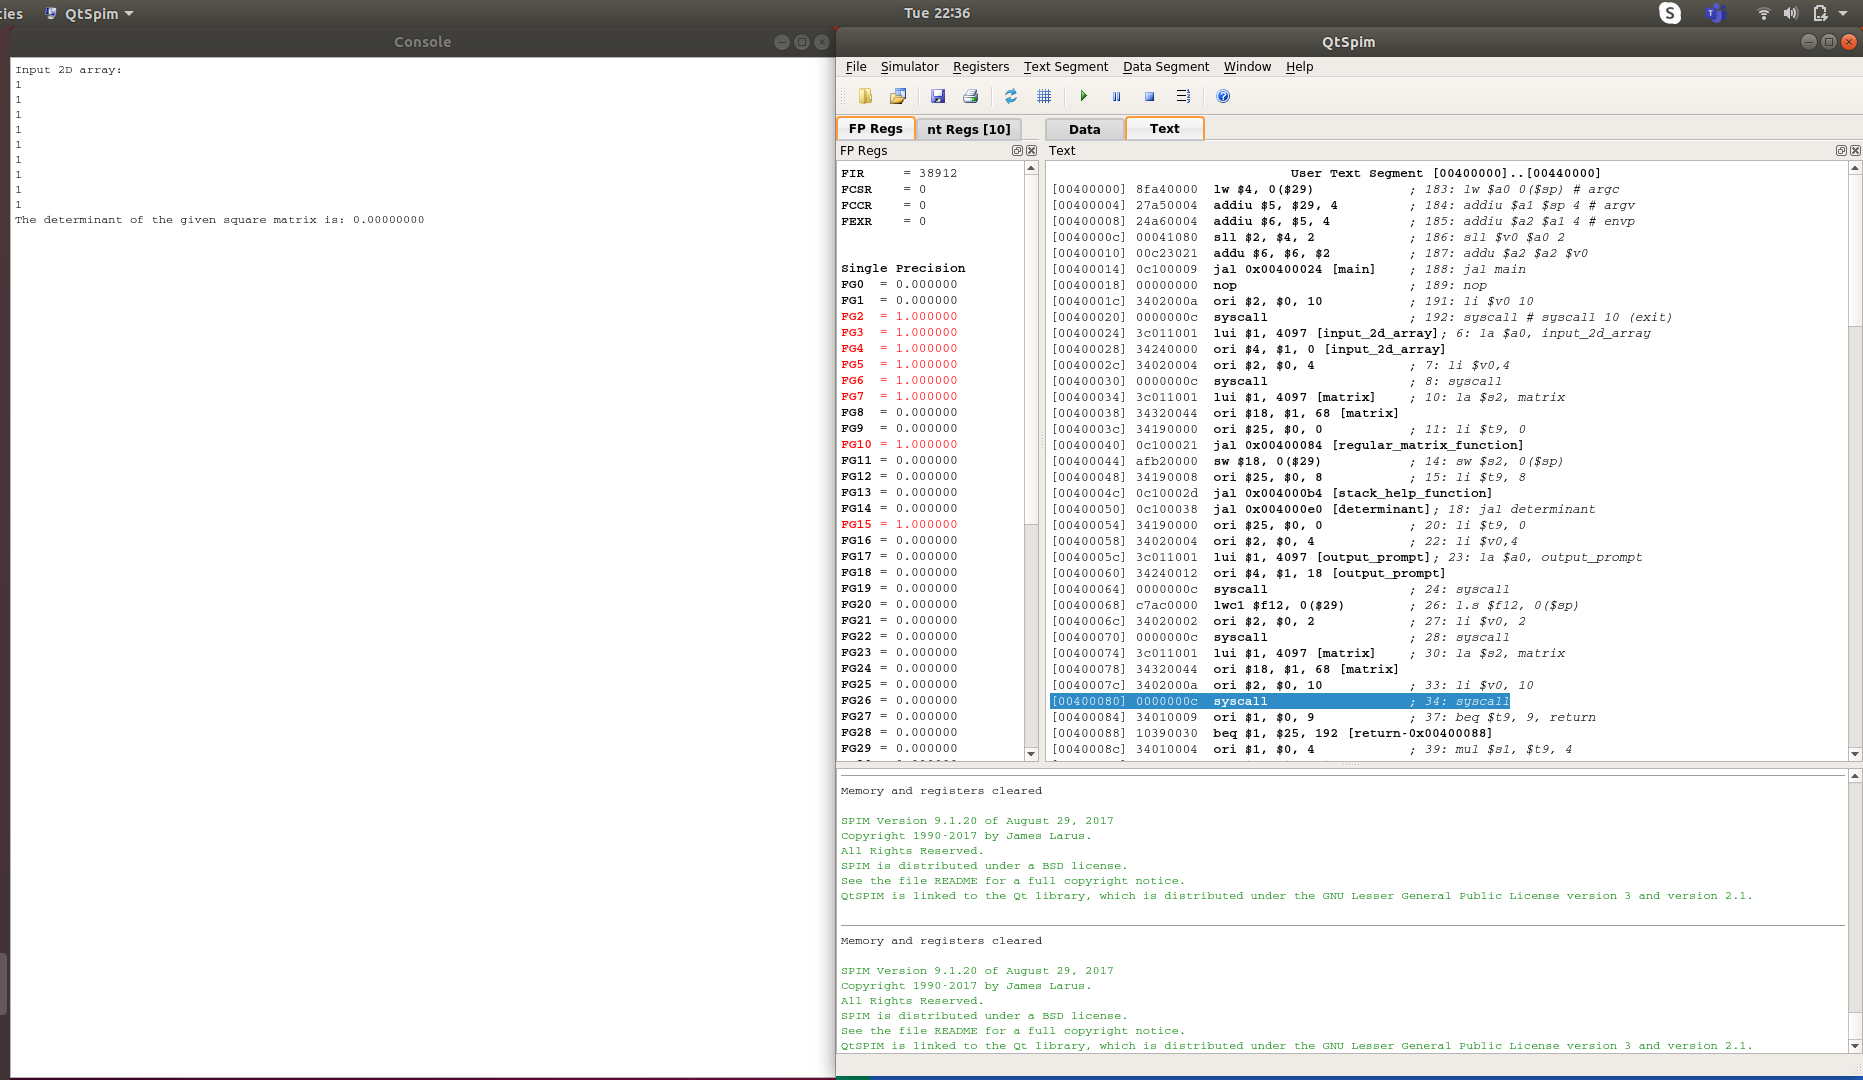 ies QtSpim Tue 22:36 S T
Console
Input 2D array:
1
1
1
1
1
1
1
1
1
The determinant of the given square matrix is: 0.00000000
QtSpim
File Simulator Registers Text Segment Data Segment Window Help
FP Regs nt Regs [10] Data Text
FP Regs
FIR = 38912
FCSR = 0
FCCR = 0
FEXR = 0
Single Precision
FG0 = 0.000000
FG1 = 0.000000
FG2 = 1.000000
FG3 = 1.000000
FG4 = 1.000000
FG5 = 1.000000
FG6 = 1.000000
FG7 = 1.000000
FG8 = 0.000000
FG9 = 0.000000
FG10 = 1.000000
FG11 = 0.000000
FG12 = 0.000000
FG13 = 0.000000
FG14 = 0.000000
FG15 = 1.000000
FG16 = 0.000000
FG17 = 0.000000
FG18 = 0.000000
FG19 = 0.000000
FG20 = 0.000000
FG21 = 0.000000
FG22 = 0.000000
FG23 = 0.000000
FG24 = 0.000000
FG25 = 0.000000
FG26 = 0.000000
FG27 = 0.000000
FG28 = 0.000000
FG29 = 0.000000
Text
User Text Segment [00400000]..[00440000]
[00400000] 8fa40000 lw $4, 0($29) ; 183: lw $a0 0($sp) # argc
[00400004] 27a50004 addiu $5, $29, 4 ; 184: addiu $a1 $sp 4 # argv
[00400008] 24a60004 addiu $6, $5, 4 ; 185: addiu $a2 $a1 4 # envp
[0040000c] 00041080 sll $2, $4, 2 ; 186: sll $v0 $a0 2
[00400010] 00c23021 addu $6, $6, $2 ; 187: addu $a2 $a2 $v0
[00400014] 0c100009 jal 0x00400024 [main] ; 188: jal main
[00400018] 00000000 nop ; 189: nop
[0040001c] 3402000a ori $2, $0, 10 ; 191: li $v0 10
[00400020] 0000000c syscall ; 192: syscall # syscall 10 (exit)
[00400024] 3c011001 lui $1, 4097 [input_2d_array]; 6: la $a0, input_2d_array
[00400028] 34240000 ori $4, $1, 0 [input_2d_array]
[0040002c] 34020004 ori $2, $0, 4 ; 7: li $v0,4
[00400030] 0000000c syscall ; 8: syscall
[00400034] 3c011001 lui $1, 4097 [matrix] ; 10: la $s2, matrix
[00400038] 34320044 ori $18, $1, 68 [matrix]
[0040003c] 34190000 ori $25, $0, 0 ; 11: li $t9, 0
[00400040] 0c100021 jal 0x00400084 [regular_matrix_function]
[00400044] afb20000 sw $18, 0($29) ; 14: sw $s2, 0($sp)
[00400048] 34190008 ori $25, $0, 8 ; 15: li $t9, 8
[0040004c] 0c10002d jal 0x004000b4 [stack_help_function]
[00400050] 0c100038 jal 0x004000e0 [determinant]; 18: jal determinant
[00400054] 34190000 ori $25, $0, 0 ; 20: li $t9, 0
[00400058] 34020004 ori $2, $0, 4 ; 22: li $v0,4
[0040005c] 3c011001 lui $1, 4097 [output_prompt]; 23: la $a0, output_prompt
[00400060] 34240012 ori $4, $1, 18 [output_prompt]
[00400064] 0000000c syscall ; 24: syscall
[00400068] c7ac0000 lwc1 $f12, 0($29) ; 26: l.s $f12, 0($sp)
[0040006c] 34020002 ori $2, $0, 2 ; 27: li $v0, 2
[00400070] 0000000c syscall ; 28: syscall
[00400074] 3c011001 lui $1, 4097 [matrix] ; 30: la $s2, matrix
[00400078] 34320044 ori $18, $1, 68 [matrix]
[0040007c] 3402000a ori $2, $0, 10 ; 33: li $v0, 10
[00400080] 0000000c syscall ; 34: syscall
[00400084] 34010009 ori $1, $0, 9 ; 37: beq $t9, 9, return
[00400088] 10390030 beq $1, $25, 192 [return-0x00400088]
[0040008c] 34010004 ori $1, $0, 4 ; 39: mul $s1, $t9, 4
Memory and registers cleared
SPIM Version 9.1.20 of August 29, 2017
Copyright 1990-2017 by James Larus.
All Rights Reserved.
SPIM is distributed under a BSD license.
See the file README for a full copyright notice.
QtSPIM is linked to the Qt library, which is distributed under the GNU Lesser General Public License version 3 and version 2.1.
Memory and registers cleared
SPIM Version 9.1.20 of August 29, 2017
Copyright 1990-2017 by James Larus.
All Rights Reserved.
SPIM is distributed under a BSD license.
See the file README for a full copyright notice.
QtSPIM is linked to the Qt library, which is distributed under the GNU Lesser General Public License version 3 and version 2.1.